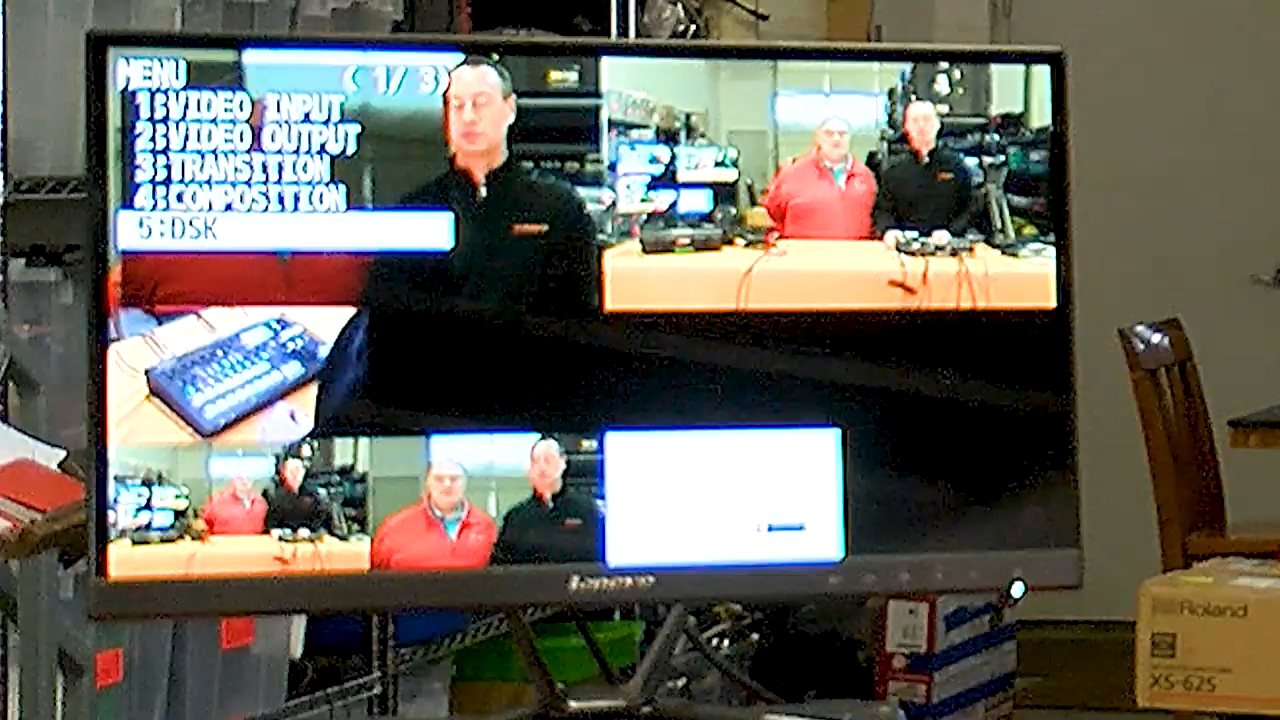 MENU ( 1/ 3)
1:VIDEO INPUT
2:VIDEO OUTPUT
3:TRANSITION
4:COMPOSITION
5:DSK
lenovo
Roland
XS-62S